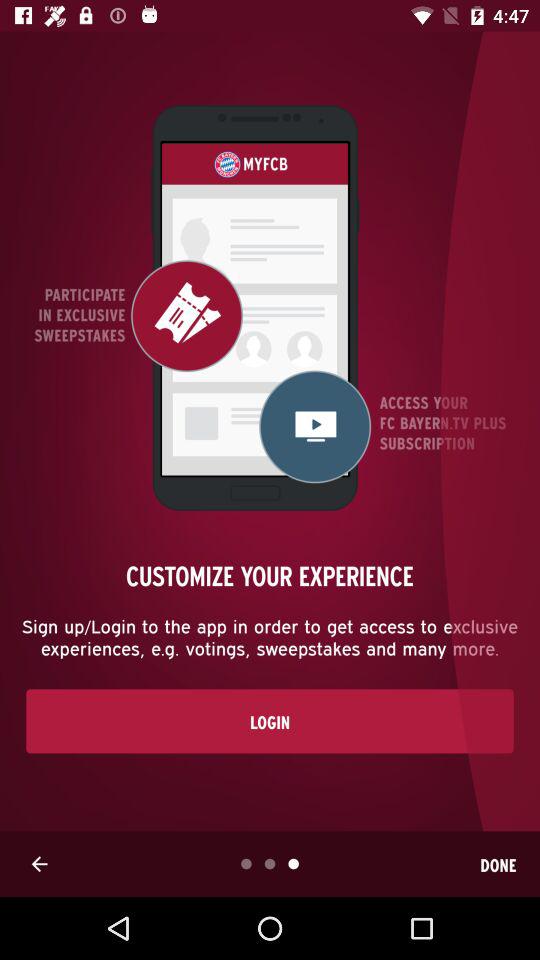 4:47
MYFCB
PARTICIPATE
IN EXCLUSIVE
SWEEPSTAKES
ACCESS YOUR
FC BAYERN.TV PLUS
SUBSCRIPTION
CUSTOMIZE YOUR EXPERIENCE
Sign up/Login to the app in order to get access to exclusive
experiences, e.g. votings, sweepstakes and many more.
LOGIN
DONE